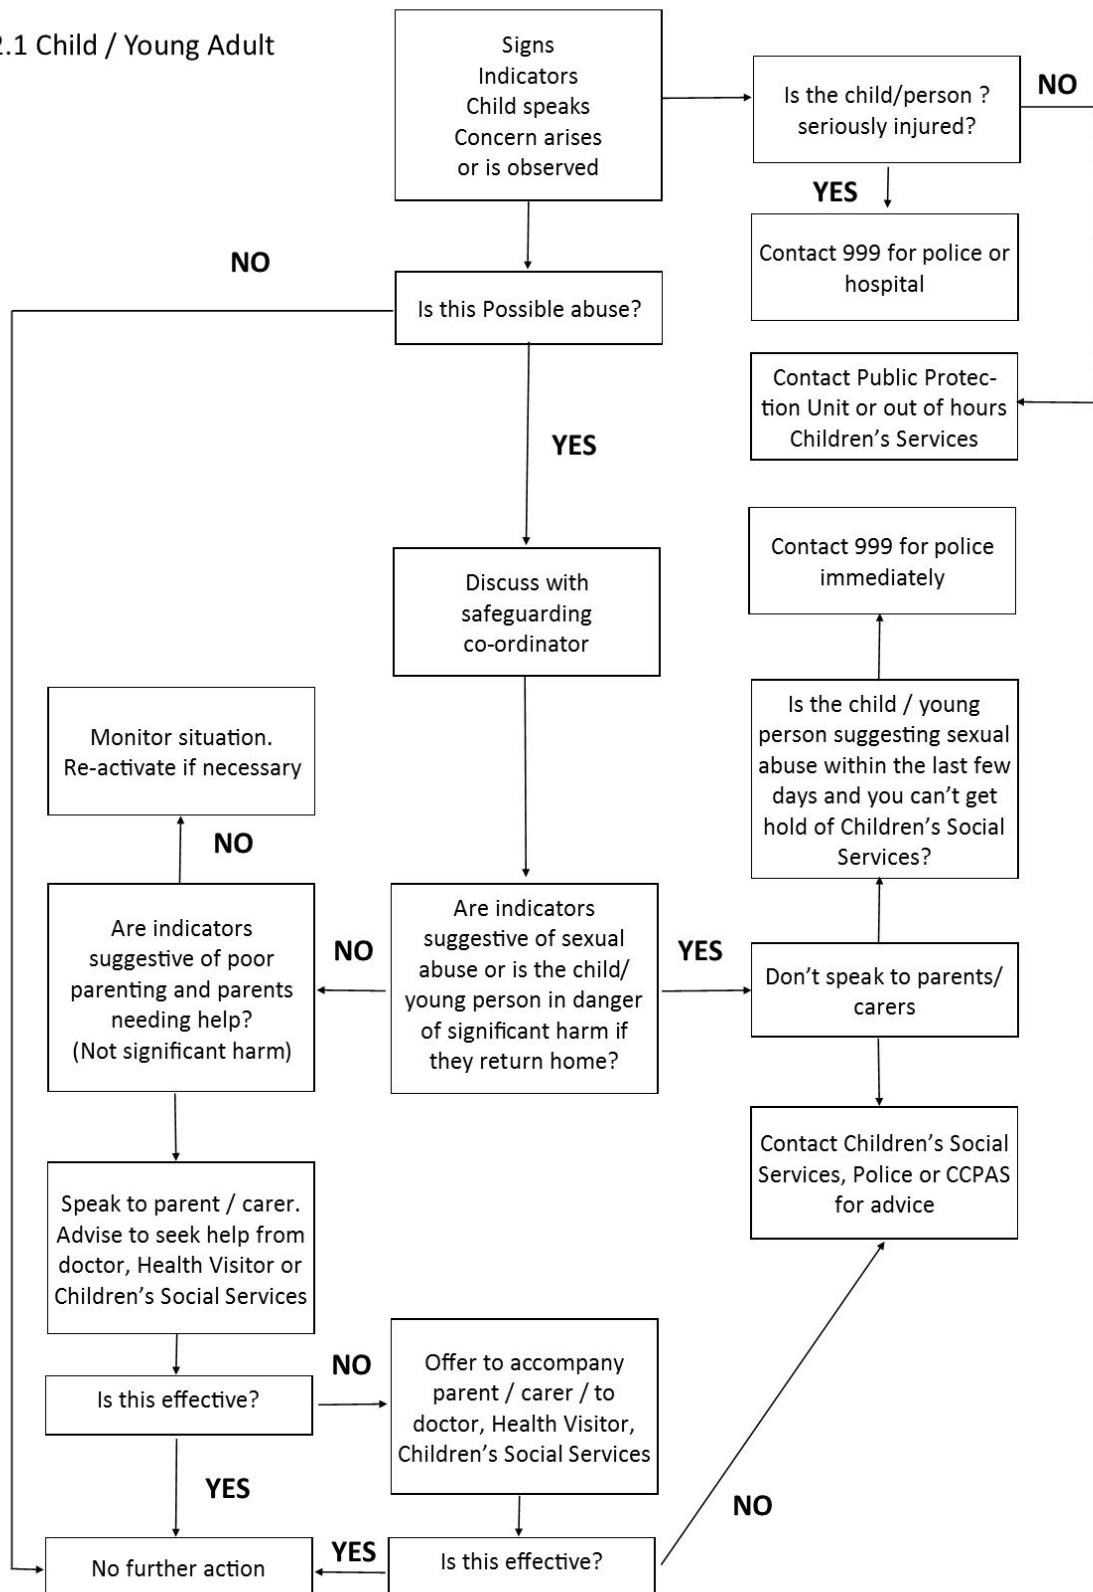 2.1 Child / Young Adult
Signs
Indicators
Child speaks
Concern arises
or is observed
Is the child/person ?
seriously injured?
NO
YES
Contact 999 for police or
hospital
NO
Is this Possible abuse?
Contact Public Protec-
tion Unit or out of hours
Children's Services
YES
Contact 999 for police
immediately
Discuss with
safeguarding
co-ordinator
Is the child / young
person suggesting sexual
abuse within the last few
days and you can't get
hold of Children's Social
Services?
Monitor situation.
Re-activate if necessary
NO
Are indicators
suggestive of poor
parenting and parents
needing help?
(Not significant harm)
NO
Are indicators
suggestive of sexual
abuse or is the child/
young person in danger
of significant harm if
they return home?
YES
Don't speak to parents/
carers
Contact Children's Social
Services, Police or CCPAS
for advice
Speak to parent / carer.
Advise to seek help from
doctor, Health Visitor or
Children's Social Services
Is this effective?
NO
Offer to accompany
parent / carer / to
doctor, Health Visitor,
Children's Social Services
YES
NO
No further action
YES
Is this effective?